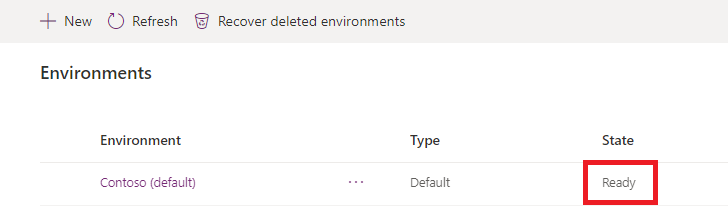 New Refresh Recover deleted environments
Environments
Environment Type State
Contoso (default) ... Default Ready